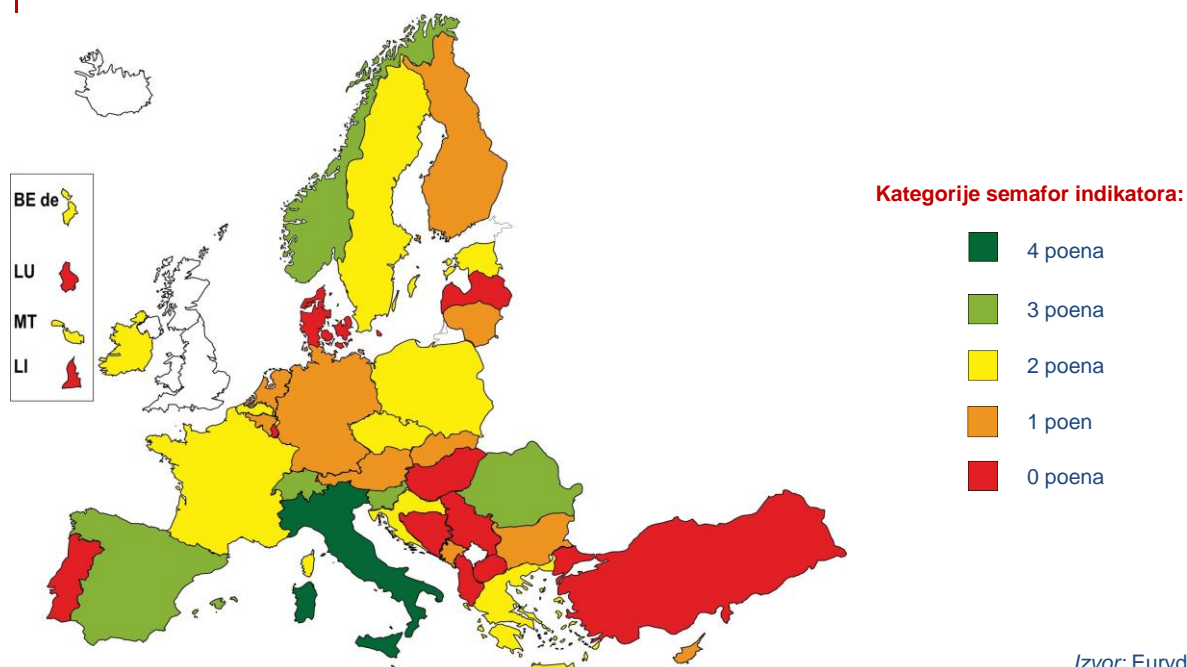 BE de
LU
MT
LI
Kategorije semafor indikatora:
4 poena
3 poena
2 poena
1 poen
0 poena
Izvor: Euryd